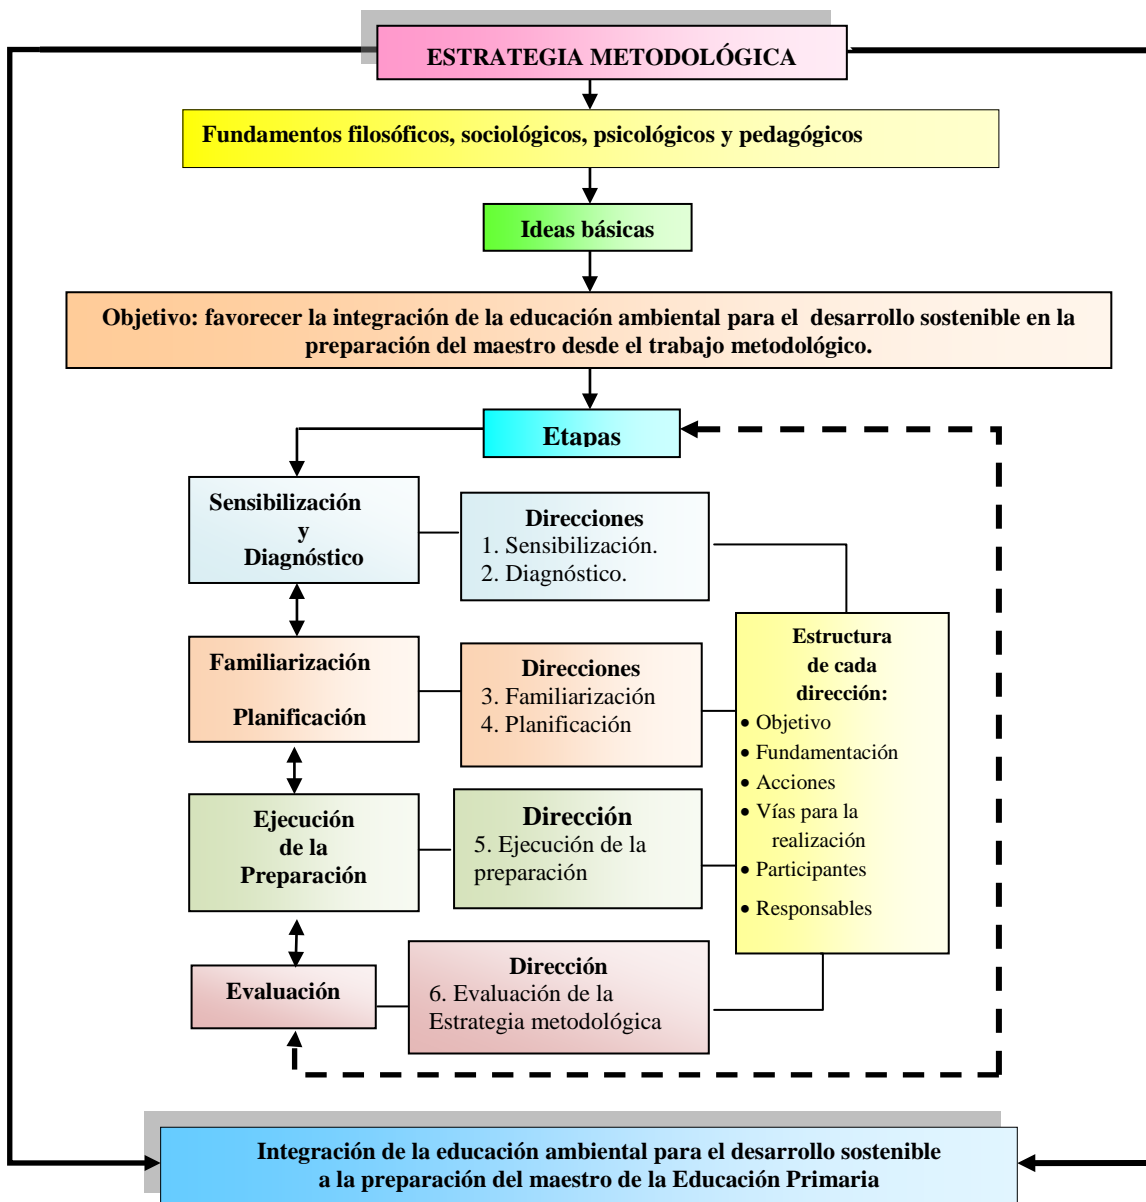 ESTRATEGIA METODOLÓGICA
Fundamentos filosóficos, sociológicos, psicológicos y pedagógicos
Ideas básicas
Objetivo: favorecer la integración de la educación ambiental para el desarrollo sostenible en la
preparación del maestro desde el trabajo metodológico.
Etapas
Sensibilización
y
Diagnóstico
Direcciones
1. Sensibilización.
2. Diagnóstico.
Familiarización
Planificación
Direcciones
3. Familiarización
4. Planificación
Ejecución
de la
Preparación
Dirección
5. Ejecución de la
preparación
Evaluación
Dirección
6. Evaluación de la
Estrategia metodológica
Estructura
de cada
dirección:
• Objetivo
• Fundamentación
• Acciones
• Vías para la
realización
• Participantes
• Responsables
Integración de la educación ambiental para el desarrollo sostenible
a la preparación del maestro de la Educación Primaria